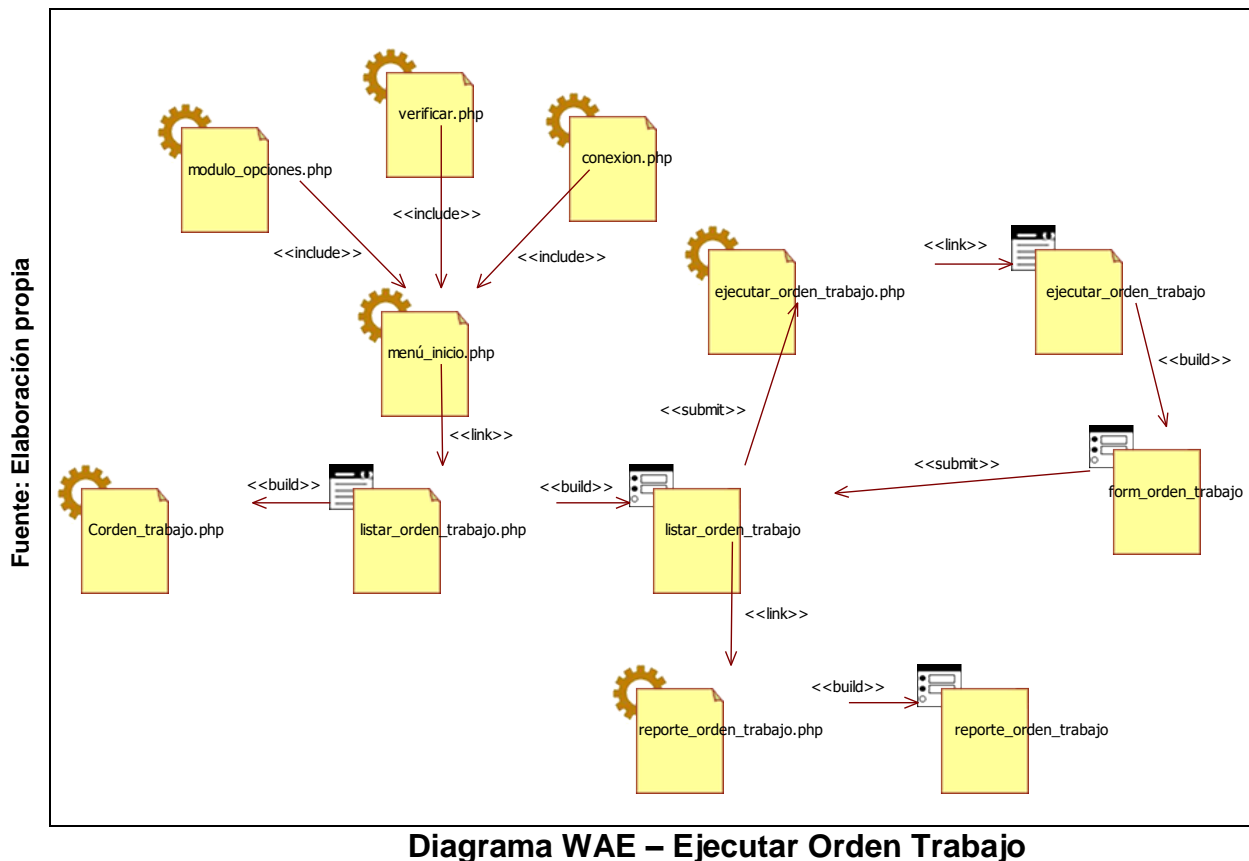 verificar.php
conexion.php
modulo_opciones.php
<<include>>
<<include>>
<<include>>
<<link>>
ejecutar_orden_trabajo.php
ejecutar_orden_trabajo
menú_inicio.php
<<build>>
<<submit>>
<<link>>
<<submit>>
<<build>>
<<build>>
form_orden_trabajo
Corden_trabajo.php
listar_orden_trabajo.php
listar_orden_trabajo
<<link>>
<<build>>
reporte_orden_trabajo.php
reporte_orden_trabajo
Fuente: Elaboración propia
Diagrama WAE – Ejecutar Orden Trabajo